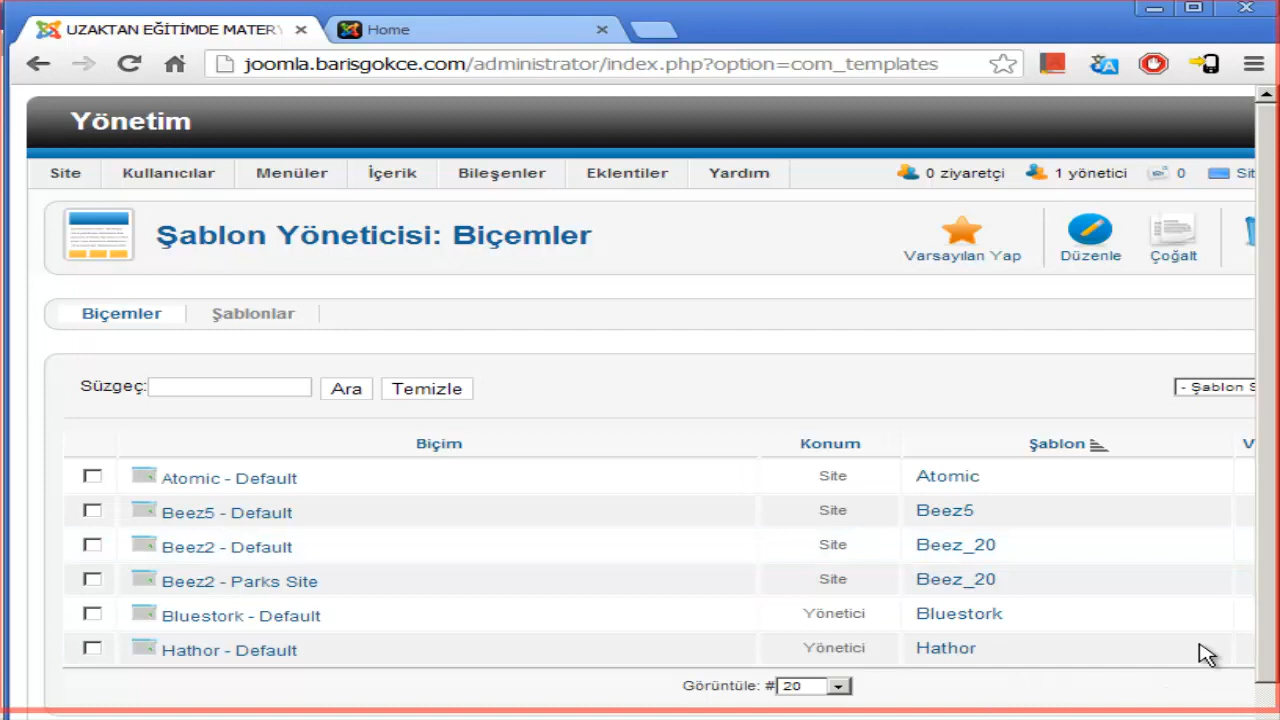 UZAKTAN EĞİTİMDE MATER
Home
joomla.barisgokce.com/administrator/index.php?option=com_templates
Yönetim
Site Kullanıcılar Menüler İçerik Bileşenler Eklentiler Yardım 0 ziyaretçi 1 yönetici 0 Sit
Şablon Yöneticisi: Biçemler
Varsayılan Yap Düzenle Çoğalt
Biçemler Şablonlar
Süzgeç: Ara Temizle - Şablon S
Biçim Konum Şablon V
Atomic - Default Site Atomic
Beez5 - Default Site Beez5
Beez2 - Default Site Beez_20
Beez2 - Parks Site Site Beez_20
Bluestork - Default Yönetici Bluestork
Hathor - Default Yönetici Hathor
Görüntüle: # 20